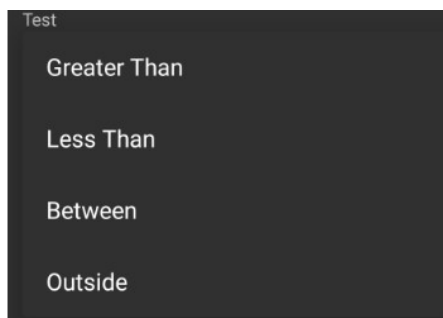 Test
Greater Than
Less Than
Between
Outside